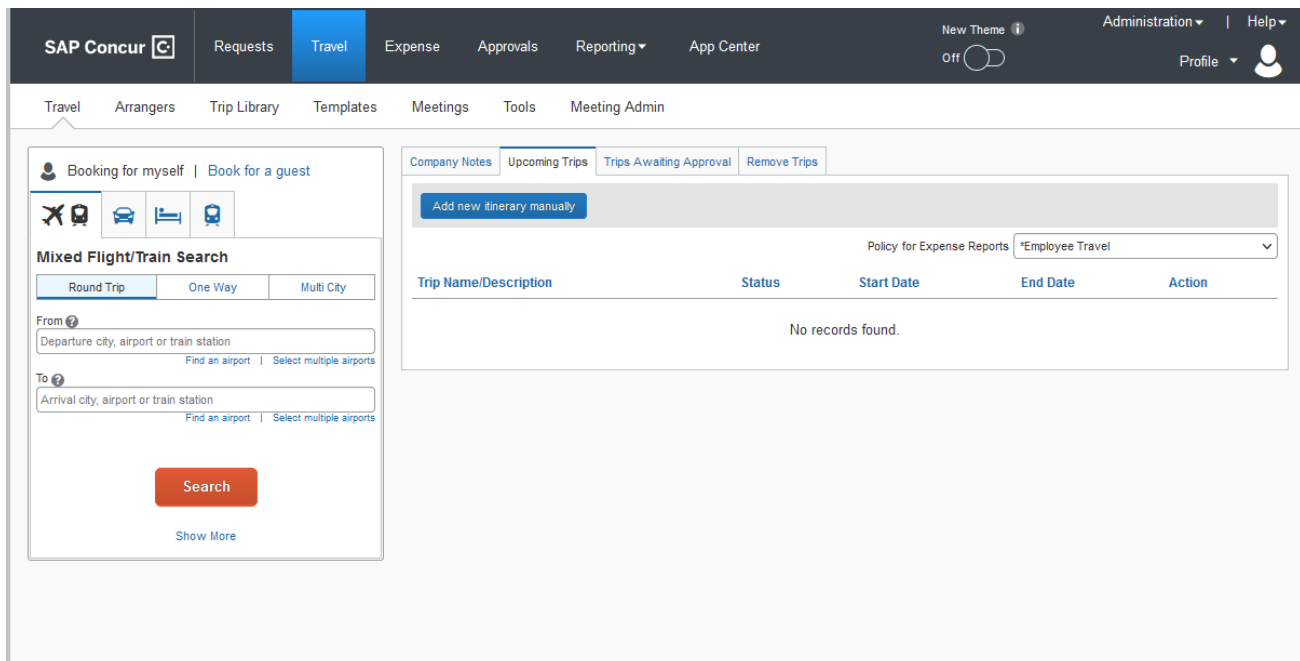 Administration | Help
New Theme i
SAP Concur C. Requests Travel Expense Approvals Reporting App Center
Off
Profile
Travel Arrangers Trip Library Templates Meetings Tools Meeting Admin
Booking for myself | Book for a guest
Mixed Flight/Train Search
Round Trip One Way Multi City
From ?
Departure city, airport or train station
Find an airport | Select multiple airports
To ?
Arrival city, airport or train station
Find an airport | Select multiple airports
Search
Show More
Company Notes Upcoming Trips Trips Awaiting Approval Remove Trips
Add new itinerary manually
Policy for Expense Reports *Employee Travel
Trip Name/Description Status Start Date End Date Action
No records found.